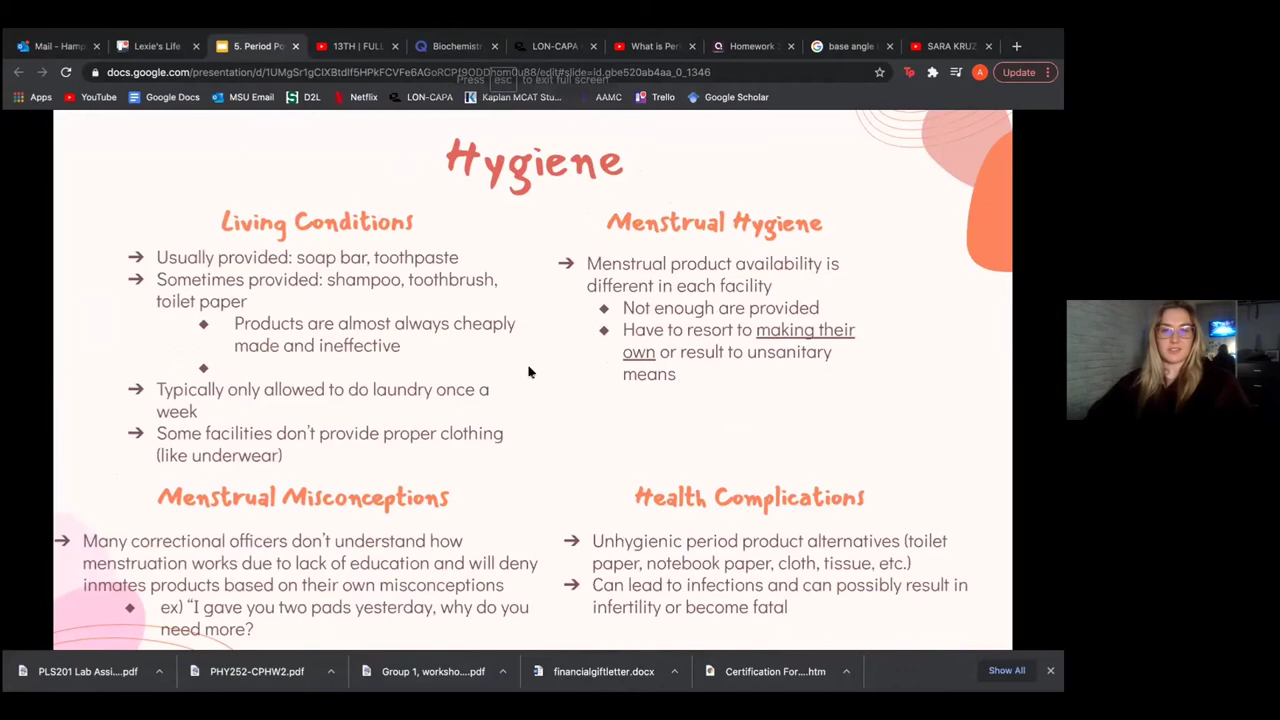 Mail - Hamp
Lexie's Life
5. Period Po
13TH | FULL
Biochemistr
LON-CAPA
What is Peri
Homework
base angle
SARA KRUZ
docs.google.com/presentation/d/
edit#slide=id.gbe520ab4aa_0_1346
Update
Press esc to exit full screen
Apps
YouTube
Google Docs
MSU Email
D2L
Netflix
LON-CAPA
Kaplan MCAT Stu...
AAMC
Trello
Google Scholar
Hygiene
Living Conditions
➔ Usually provided: soap bar, toothpaste
➔ Sometimes provided: shampoo, toothbrush,
toilet paper
◆ Products are almost always cheaply
made and ineffective
◆
➔ Typically only allowed to do laundry once a
week
➔ Some facilities don't provide proper clothing
(like underwear)
Menstrual Hygiene
➔ Menstrual product availability is
different in each facility
◆ Not enough are provided
◆ Have to resort to making their
own or result to unsanitary
means
Menstrual Misconceptions
➔ Many correctional officers don't understand how
menstruation works due to lack of education and will deny
inmates products based on their own misconceptions
◆ ex) “I gave you two pads yesterday, why do you
need more?
Health Complications
➔ Unhygienic period product alternatives (toilet
paper, notebook paper, cloth, tissue, etc.)
➔ Can lead to infections and can possibly result in
infertility or become fatal
PLS201 Lab Assi....pdf
PHY252-CPHW2.pdf
Group 1, worksho....pdf
financialgiftletter.docx
Certification For....htm
Show All